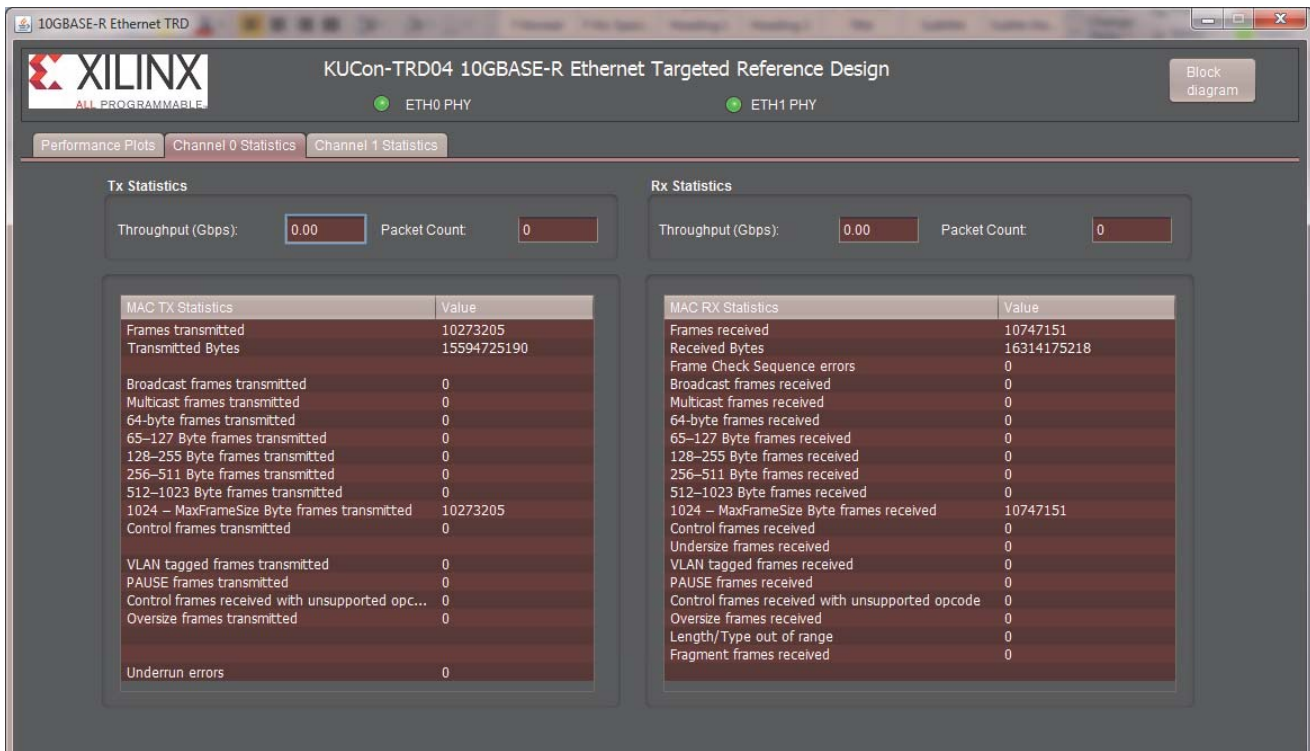 10GBASE-R Ethernet TRD
XILINX
ALL PROGRAMMABLE
KUCon-TRD04 10GBASE-R Ethernet Targeted Reference Design
ETH0 PHY
ETH1 PHY
Block
diagram
Performance Plots
Channel 0 Statistics
Channel 1 Statistics
Tx Statistics
Throughput (Gbps): 0.00 Packet Count: 0
MAC TX Statistics Value
Frames transmitted 10273205
Transmitted Bytes 15594725190
Broadcast frames transmitted 0
Multicast frames transmitted 0
64-byte frames transmitted 0
65–127 Byte frames transmitted 0
128–255 Byte frames transmitted 0
256–511 Byte frames transmitted 0
512–1023 Byte frames transmitted 0
1024 – MaxFrameSize Byte frames transmitted 10273205
Control frames transmitted 0
VLAN tagged frames transmitted 0
PAUSE frames transmitted 0
Control frames received with unsupported opc... 0
Oversize frames transmitted 0
Underrun errors 0
Rx Statistics
Throughput (Gbps): 0.00 Packet Count: 0
MAC RX Statistics Value
Frames received 10747151
Received Bytes 16314175218
Frame Check Sequence errors 0
Broadcast frames received 0
Multicast frames received 0
64-byte frames received 0
65–127 Byte frames received 0
128–255 Byte frames received 0
256–511 Byte frames received 0
512–1023 Byte frames received 0
1024 – MaxFrameSize Byte frames received 10747151
Control frames received 0
Undersize frames received 0
VLAN tagged frames received 0
PAUSE frames received 0
Control frames received with unsupported opcode 0
Oversize frames received 0
Length/Type out of range 0
Fragment frames received 0